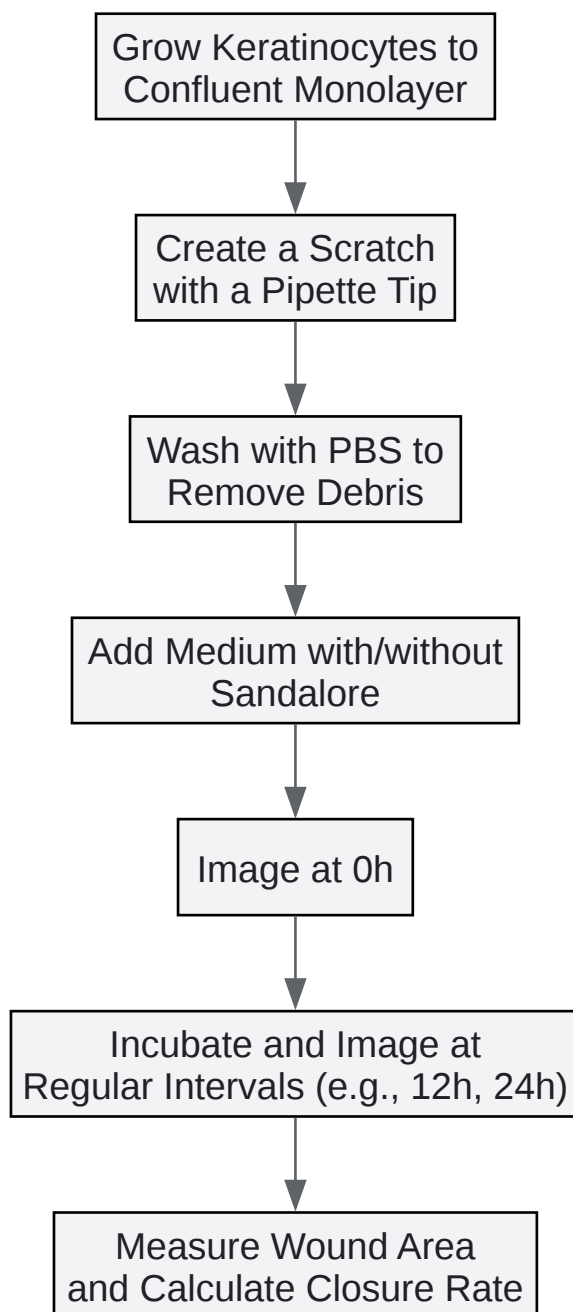 Grow Keratinocytes to
Confluent Monolayer
Create a Scratch
with a Pipette Tip
Wash with PBS to
Remove Debris
Add Medium with/without
Sandalore
Image at 0h
Incubate and Image at
Regular Intervals (e.g., 12h, 24h)
Measure Wound Area
and Calculate Closure Rate